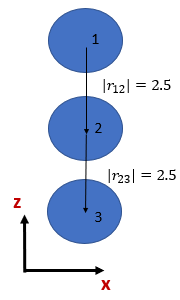 1
|r₁₂| = 2.5
2
|r₂₃| = 2.5
3
z
x